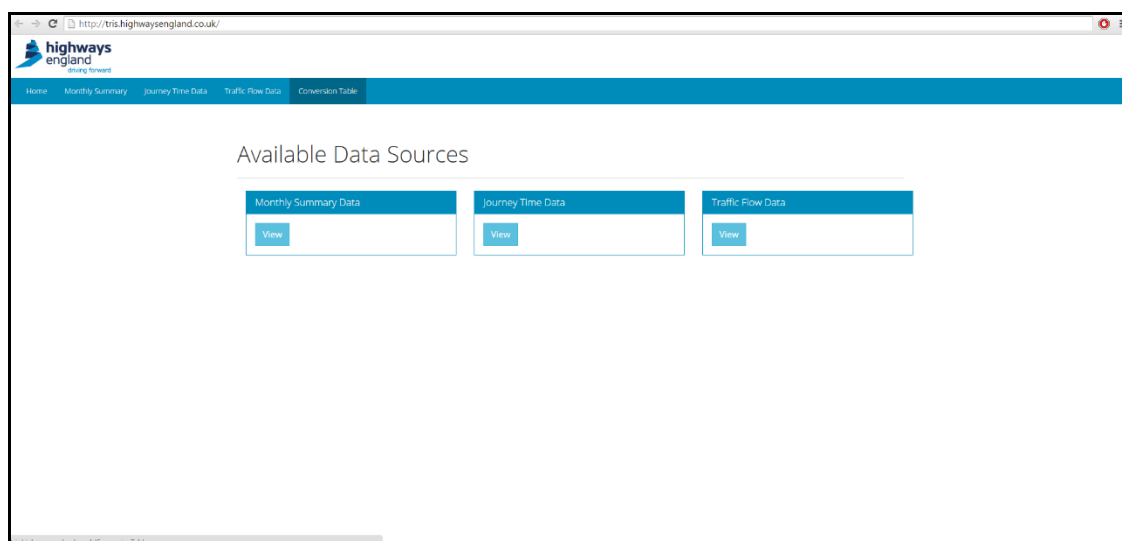 http://tris.highwaysengland.co.uk/
highways
england
driving forward
Home Monthly Summary Journey Time Data Traffic Flow Data Conversion Table
Available Data Sources
Monthly Summary Data Journey Time Data Traffic Flow Data
View View View